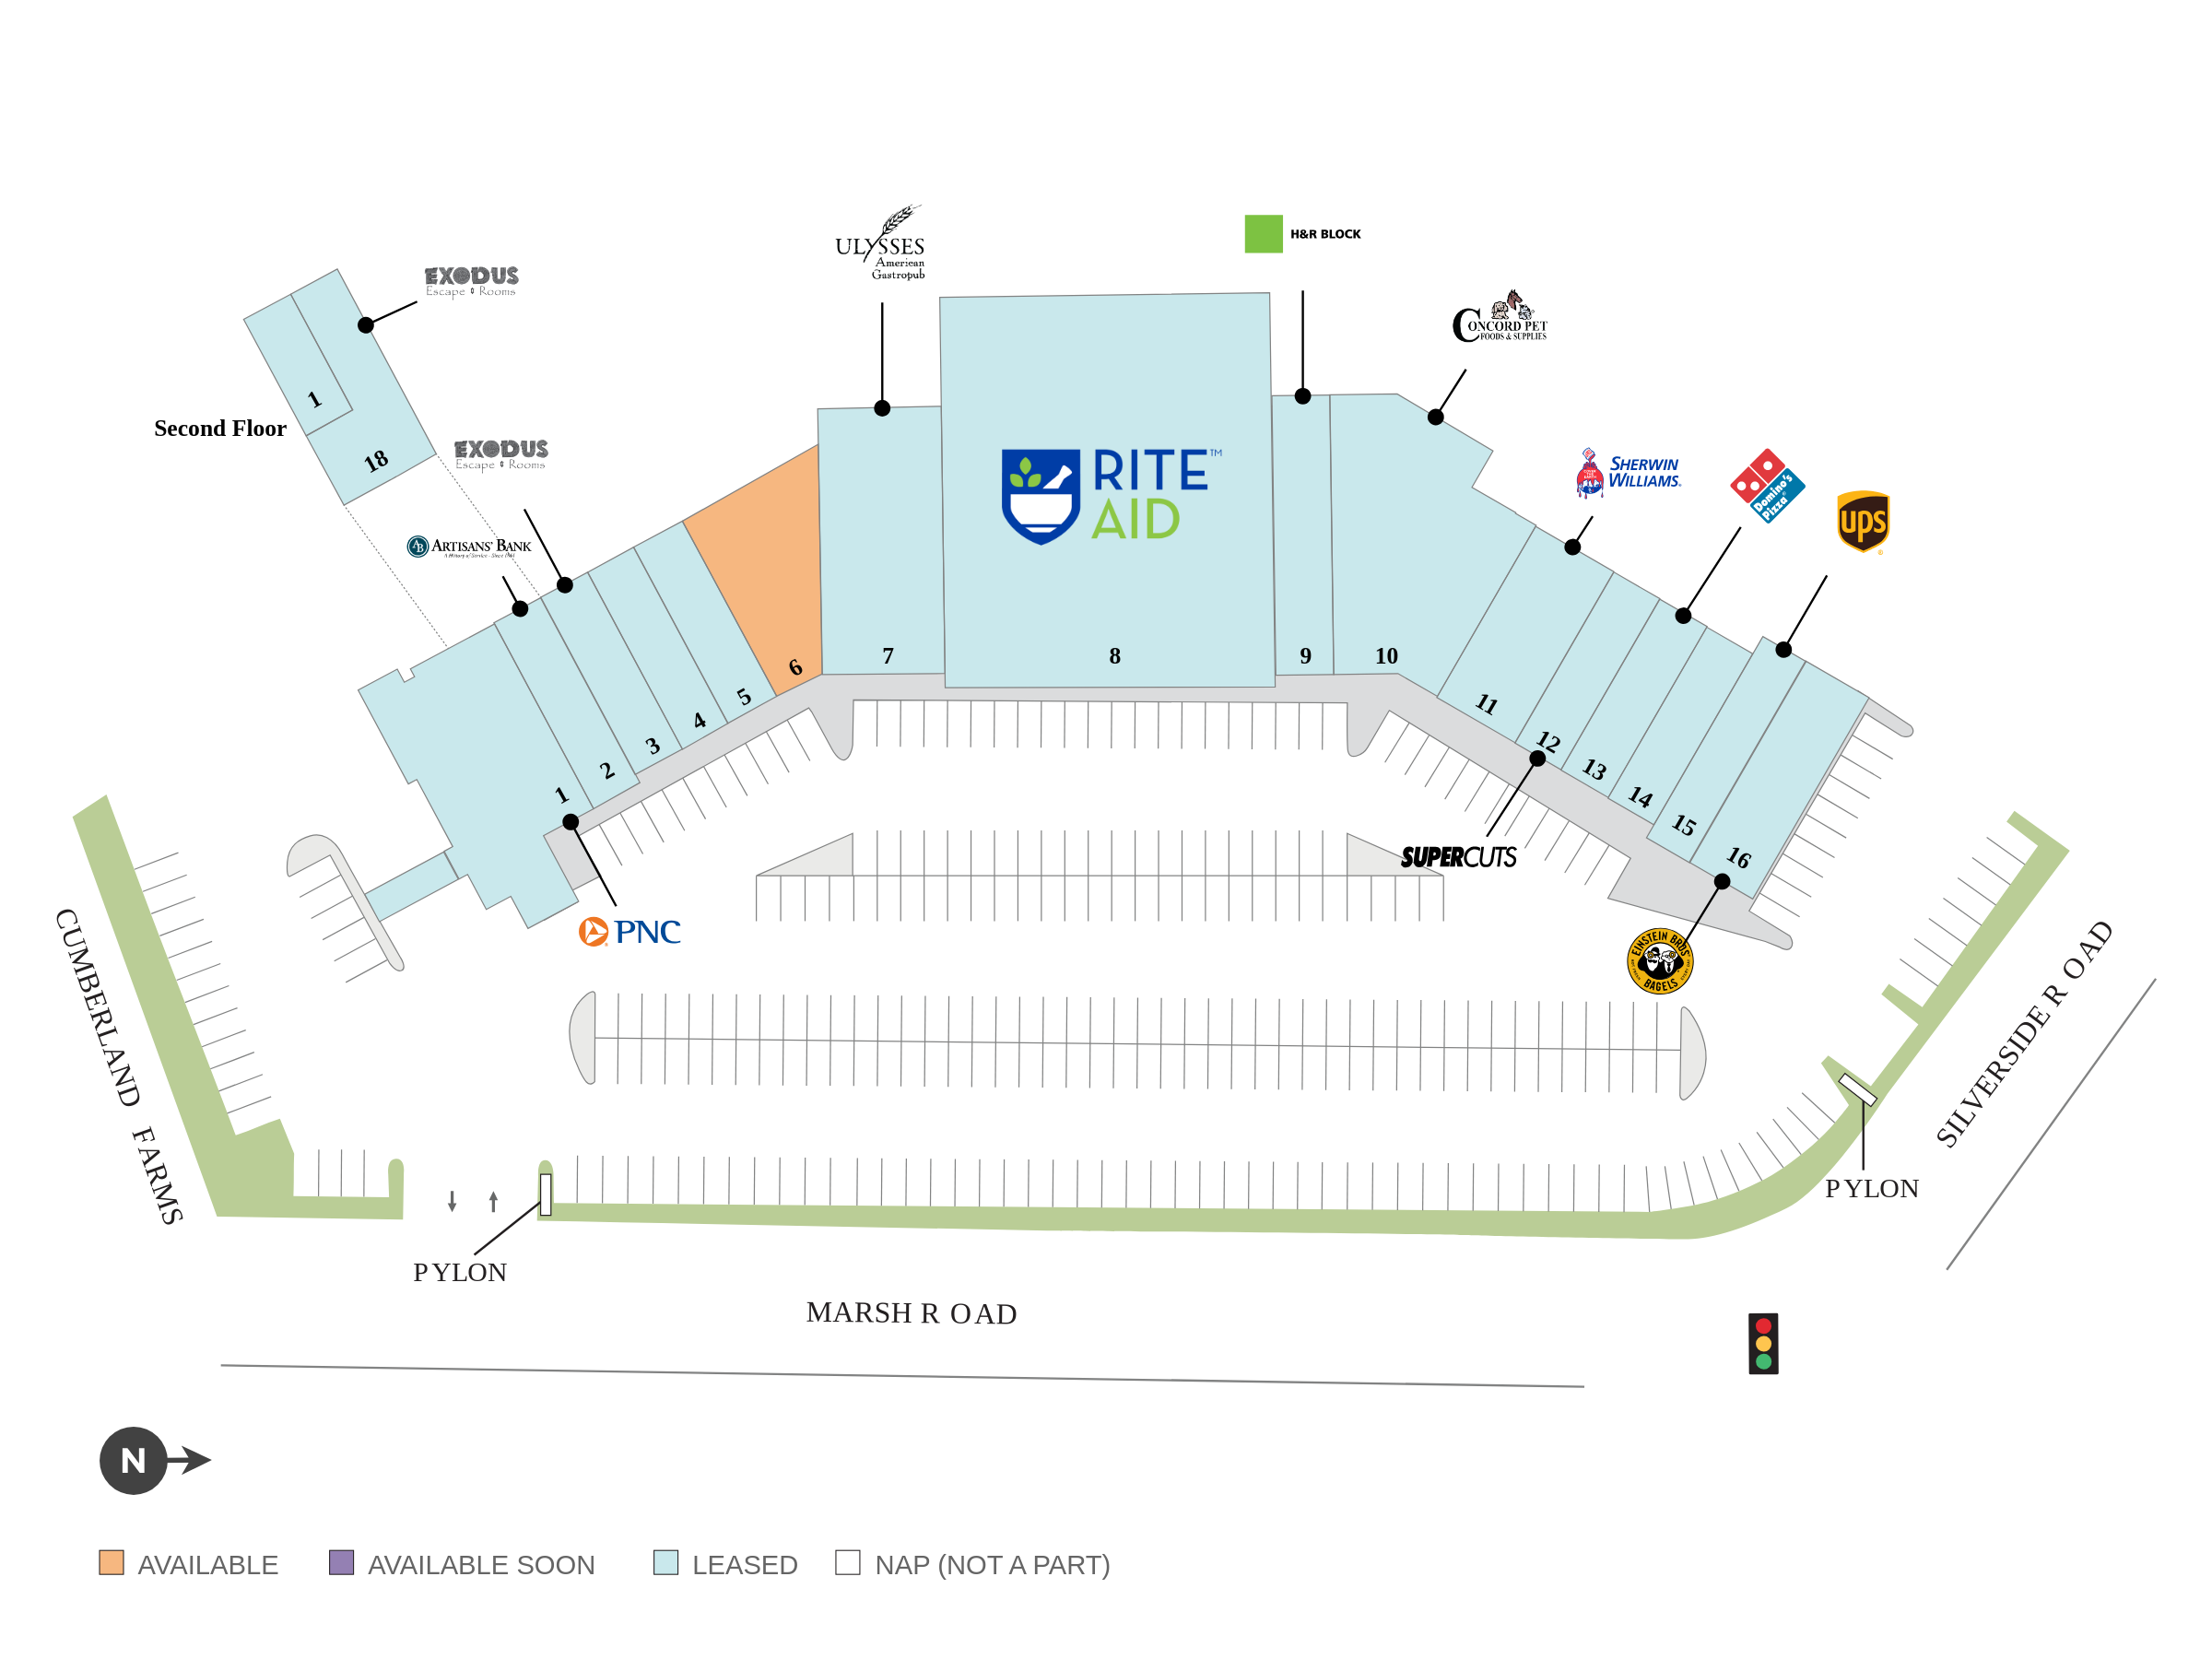 ULYSSES
American
Gastropub
H&R BLOCK
EXODUS
Escape Rooms
CONCORD PET
FOODS & SUPPLIES
1
Second Floor
18
EXODUS
Escape Rooms
AB ARTISANS' BANK
RITE
AID
TM
SHERWIN
WILLIAMS.
Domino's
Pizza
ups
1
2
3
4
5
6
7
8
9
10
11
12
13
14
15
16
SUPERCUTS
PNC
EINSTEIN BROS
BAGELS
CUMBERLAND FARMS
SILVERSIDE R OAD
PYLON
PYLON
MARSH R OAD
N
AVAILABLE
AVAILABLE SOON
LEASED
NAP (NOT A PART)